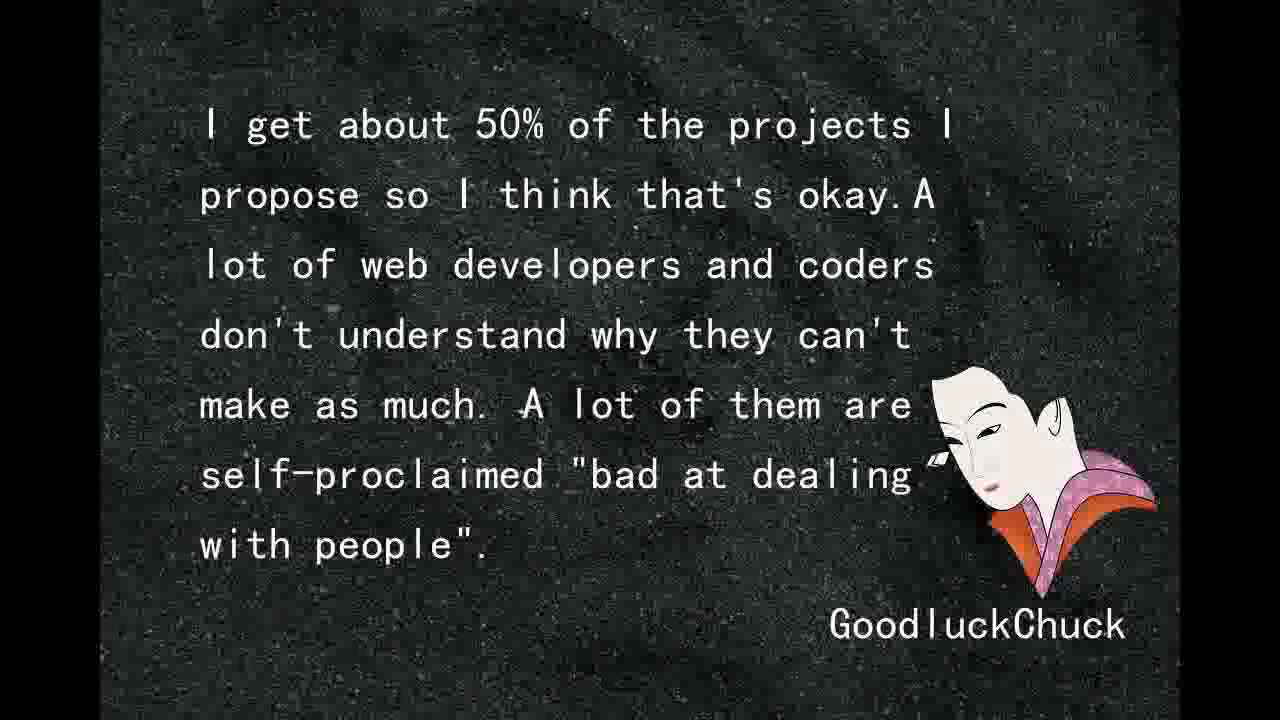 I get about 50% of the projects I
propose so I think that's okay.A
lot of web developers and coders
don't understand why they can't
make as much. A lot of them are
self-proclaimed "bad at dealing
with people".
GoodluckChuck